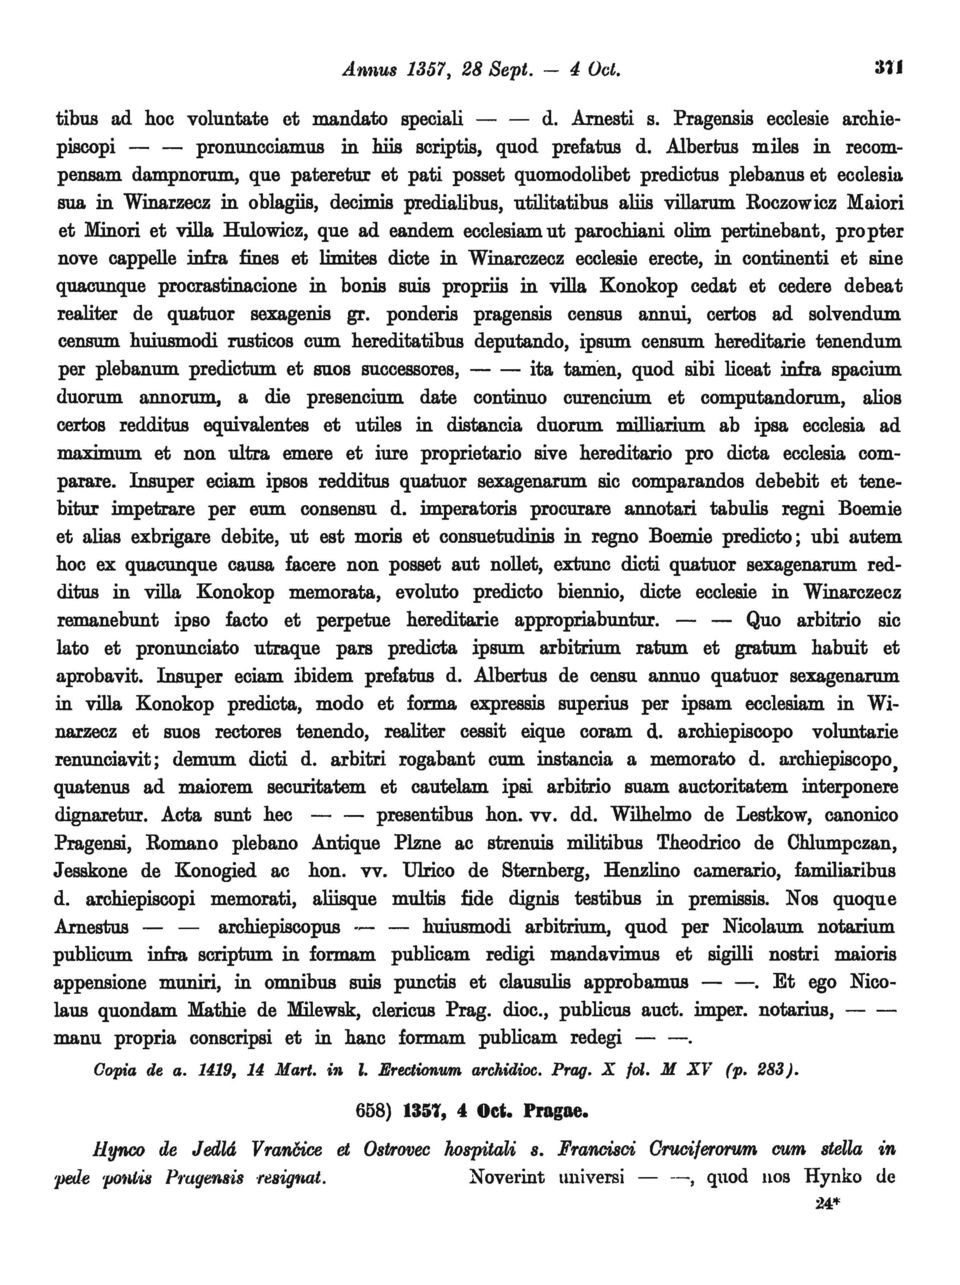 Annus 1357, 28 Sept. — 4 Oct. 371
tibus ad hoc voluntate et mandato speciali — — d. Arnesti s. Pragensis ecclesie archie-
piscopi — — pronuncciamus in hiis scriptis, quod prefatus d. Albertus miles in recom-
pensam dampnorum, que pateretur et pati posset quomodolibet predictus plebanus et ecclesia
sua in Winarzecz in oblagiis, decimis predialibus, utilitatibus aliis villarum Roczowicz Maiori
et Minori et villa Hulowicz, que ad eandem ecclesiam ut parochiani olim pertinebant, propter
nove cappelle infra fines et limites dicte in Winarczecz ecclesie erecte, in continenti et sine
quacunque procrastinacione in bonis suis propriis in villa Konokop cedat et cedere debeat
realiter de quatuor sexagenis gr. ponderis pragensis census annui, certos ad solvendum
censum huiusmodi rusticos cum hereditatibus deputando, ipsum censum hereditarie tenendum
per plebanum predictum et suos successores, — — ita tamen, quod sibi liceat infra spacium
duorum annorum, a die presencium date continuo curencium et computandorum, alios
certos redditus equivalentes et utiles in distancia duorum milliarium ab ipsa ecclesia ad
maximum et non ultra emere et iure proprietario sive hereditario pro dicta ecclesia com-
parare. Insuper eciam ipsos redditus quatuor sexagenarum sic comparandos debebit et tene-
bitur impetrare per eum consensu d. imperatoris procurare annotari tabulis regni Boemie
et alias exbrigare debite, ut est moris et consuetudinis in regno Boemie predicto; ubi autem
hoc ex quacunque causa facere non posset aut nollet, extunc dicti quatuor sexagenarum red-
ditus in villa Konokop memorata, evoluto predicto biennio, dicte ecclesie in Winarczecz
remanebunt ipso facto et perpetue hereditarie appropriabuntur. — — Quo arbitrio sic
lato et pronunciato utraque pars predicta ipsum arbitrium ratum et gratum habuit et
aprobavit. Insuper eciam ibidem prefatus d. Albertus de censu annuo quatuor sexagenarum
in villa Konokop predicta, modo et forma expressis superius per ipsam ecclesiam in Wi-
narzecz et suos rectores tenendo, realiter cessit eique coram d. archiepiscopo voluntarie
renunciavit; demum dicti d. arbitri rogabant cum instancia a memorato d. archiepiscopo,
quatenus ad maiorem securitatem et cautelam ipsi arbitrio suam auctoritatem interponere
dignaretur. Acta sunt hec — — presentibus hon. vv. dd. Wilhelmo de Lestkow, canonico
Pragensi, Romano plebano Antique Plzne ac strenuis militibus Theodrico de Chlumpczan,
Jesskone de Konogied ac hon. vv. Ulrico de Sternberg, Henzlino camerario, familiaribus
d. archiepiscopi memorati, aliisque multis fide dignis testibus in premissis. Nos quoque
Arnestus — — archiepiscopus — — huiusmodi arbitrium, quod per Nicolaum notarium
publicum infra scriptum in formam publicam redigi mandavimus et sigilli nostri maioris
appensione muniri, in omnibus suis punctis et clausulis approbamus — —. Et ego Nico-
laus quondam Mathie de Milewsk, clericus Prag. dioc., publicus auct. imper. notarius, — —
manu propria conscripsi et in hanc formam publicam redegi — —.
Copia de a. 1419, 14 Mart. in l. Erectionum archidioc. Prag. X fol. M XV (p. 283).
658) 1357, 4 Oct. Pragae.
Hynco de Jedlá Vrančice et Ostrovec hospitali s. Francisci Cruciferorum cum stella in
pede pontis Pragensis resignat. Noverint universi — —, quod nos Hynko de
24*